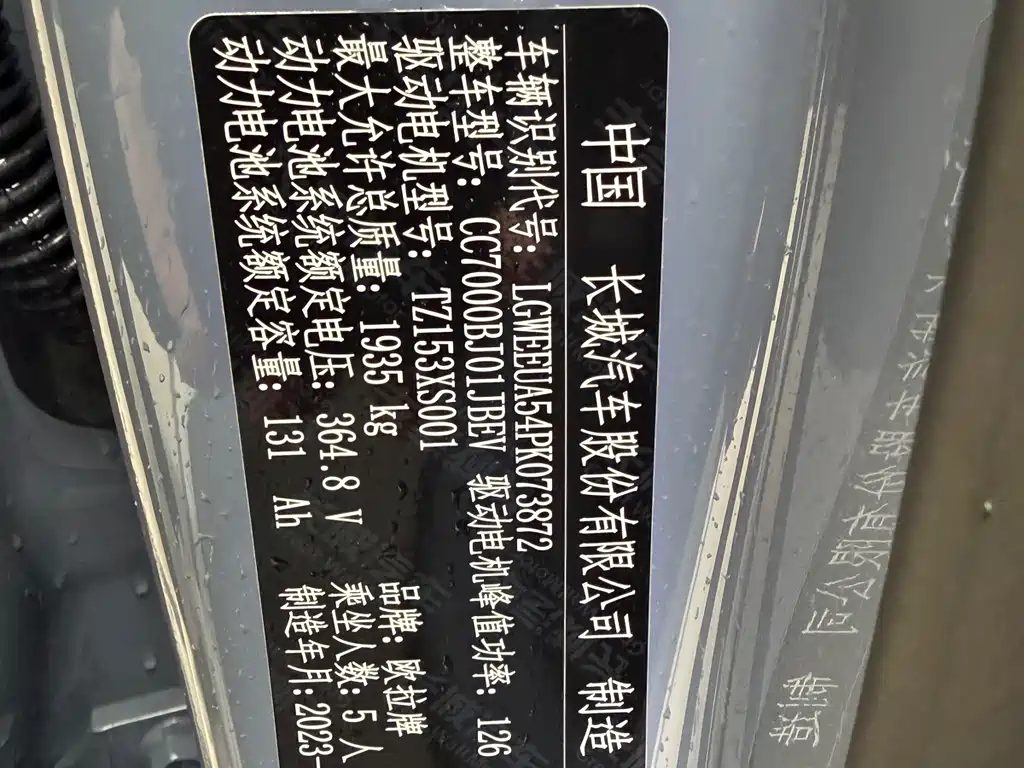 中国 长城汽车股份有限公司 制造
车辆识别代号: LGWEEUA54PK073872
整车型号: CC7000BJ01JBEV 驱动电机峰值功率: 126
驱动电机型号: TZ153XS001
最大允许总质量: 1935 kg 品牌: 欧拉牌
动力电池系统额定电压: 364.8 V 乘坐人数: 5 人
动力电池系统额定容量: 131 Ah 制造年月: 2023-